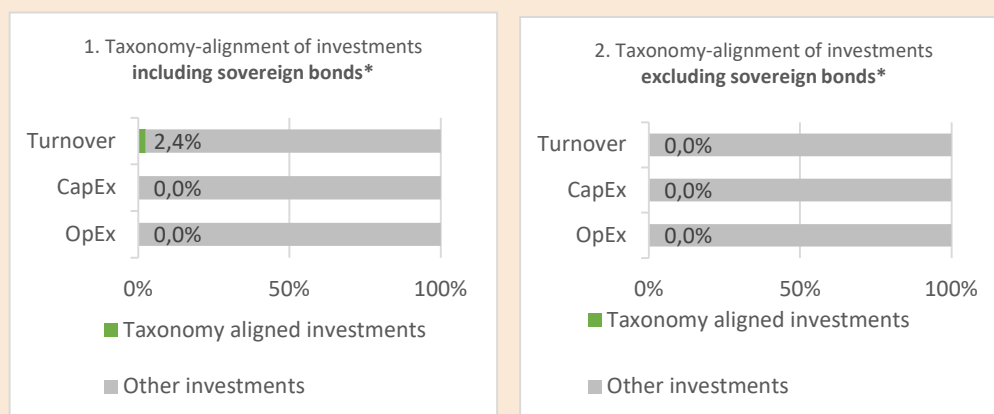 1. Taxonomy-alignment of investments
including sovereign bonds*
Turnover 2,4%
CapEx 0,0%
OpEx 0,0%
0% 50% 100%
Taxonomy aligned investments
Other investments
2. Taxonomy-alignment of investments
excluding sovereign bonds*
Turnover 0,0%
CapEx 0,0%
OpEx 0,0%
0% 50% 100%
Taxonomy aligned investments
Other investments